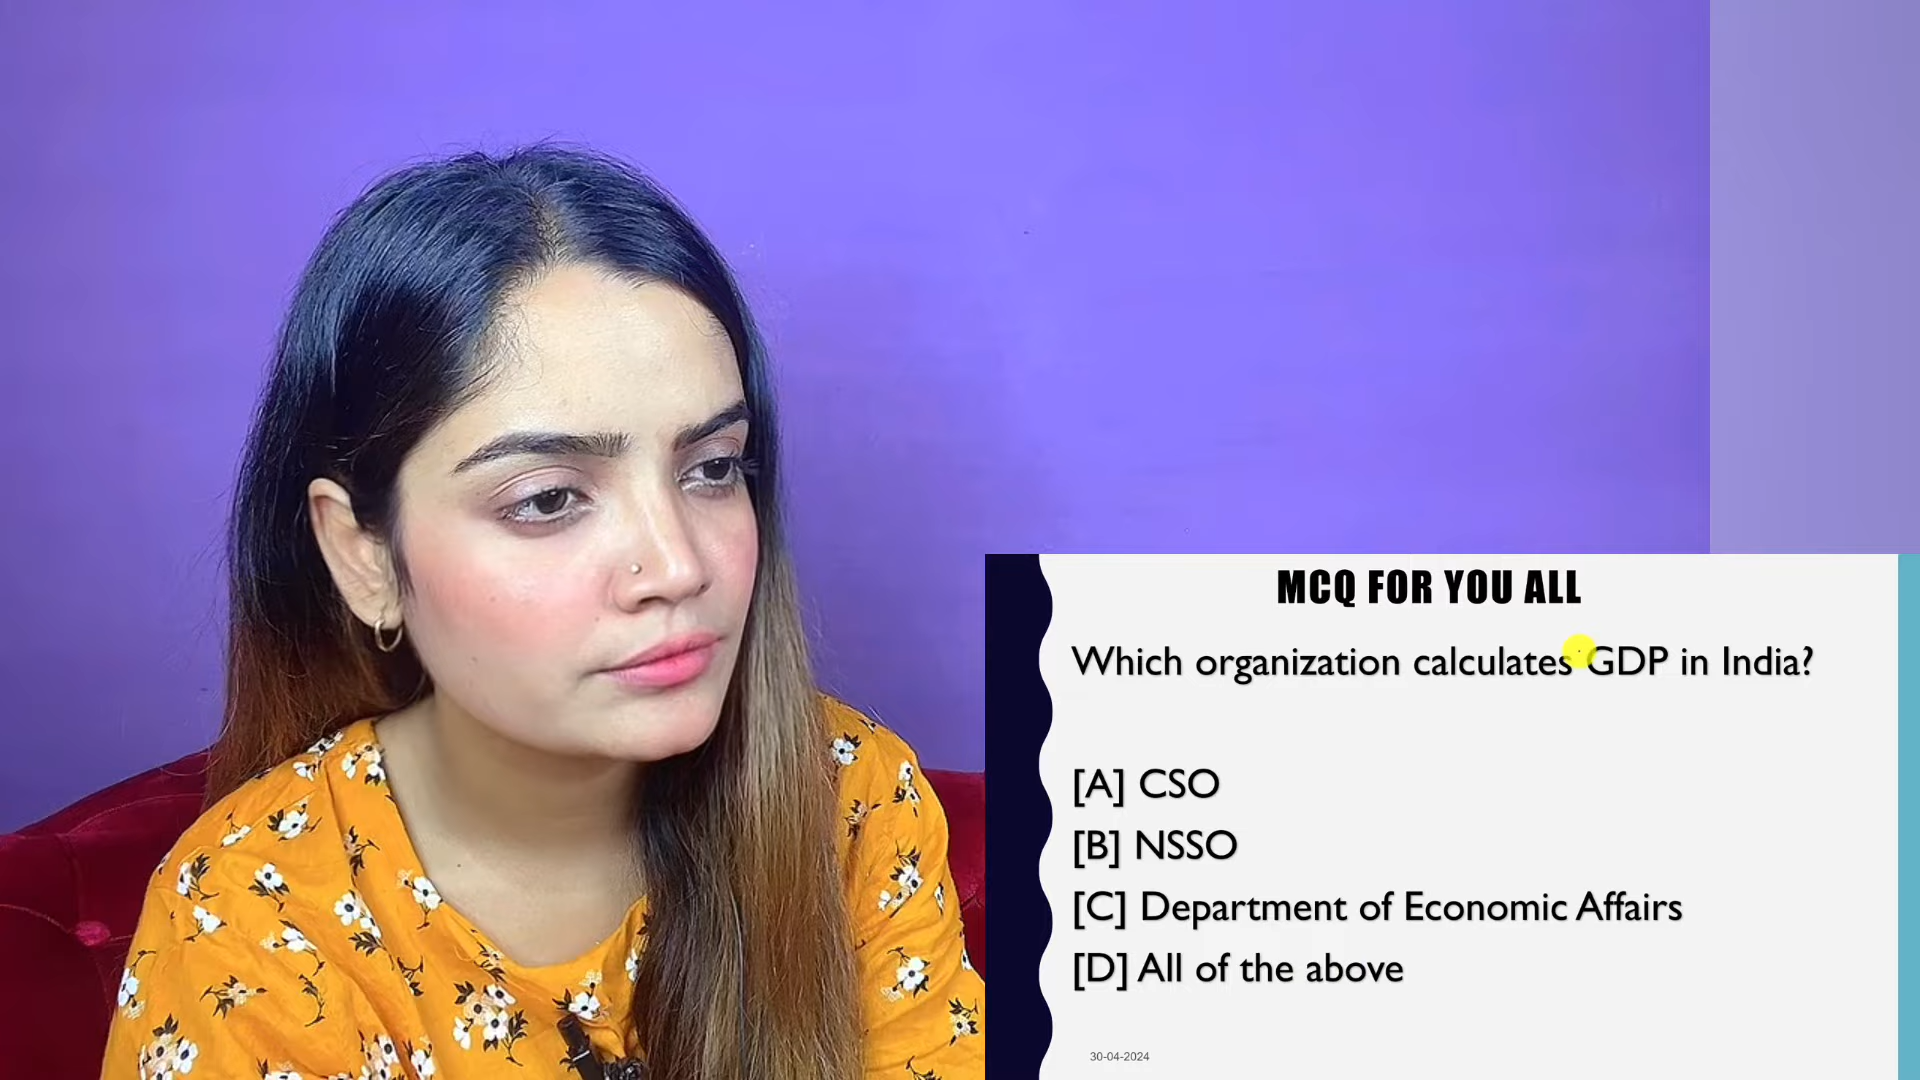 MCQ FOR YOU ALL
Which organization calculates GDP in India?
[A] CSO
[B] NSSO
[C] Department of Economic Affairs
[D] All of the above
30-04-2024